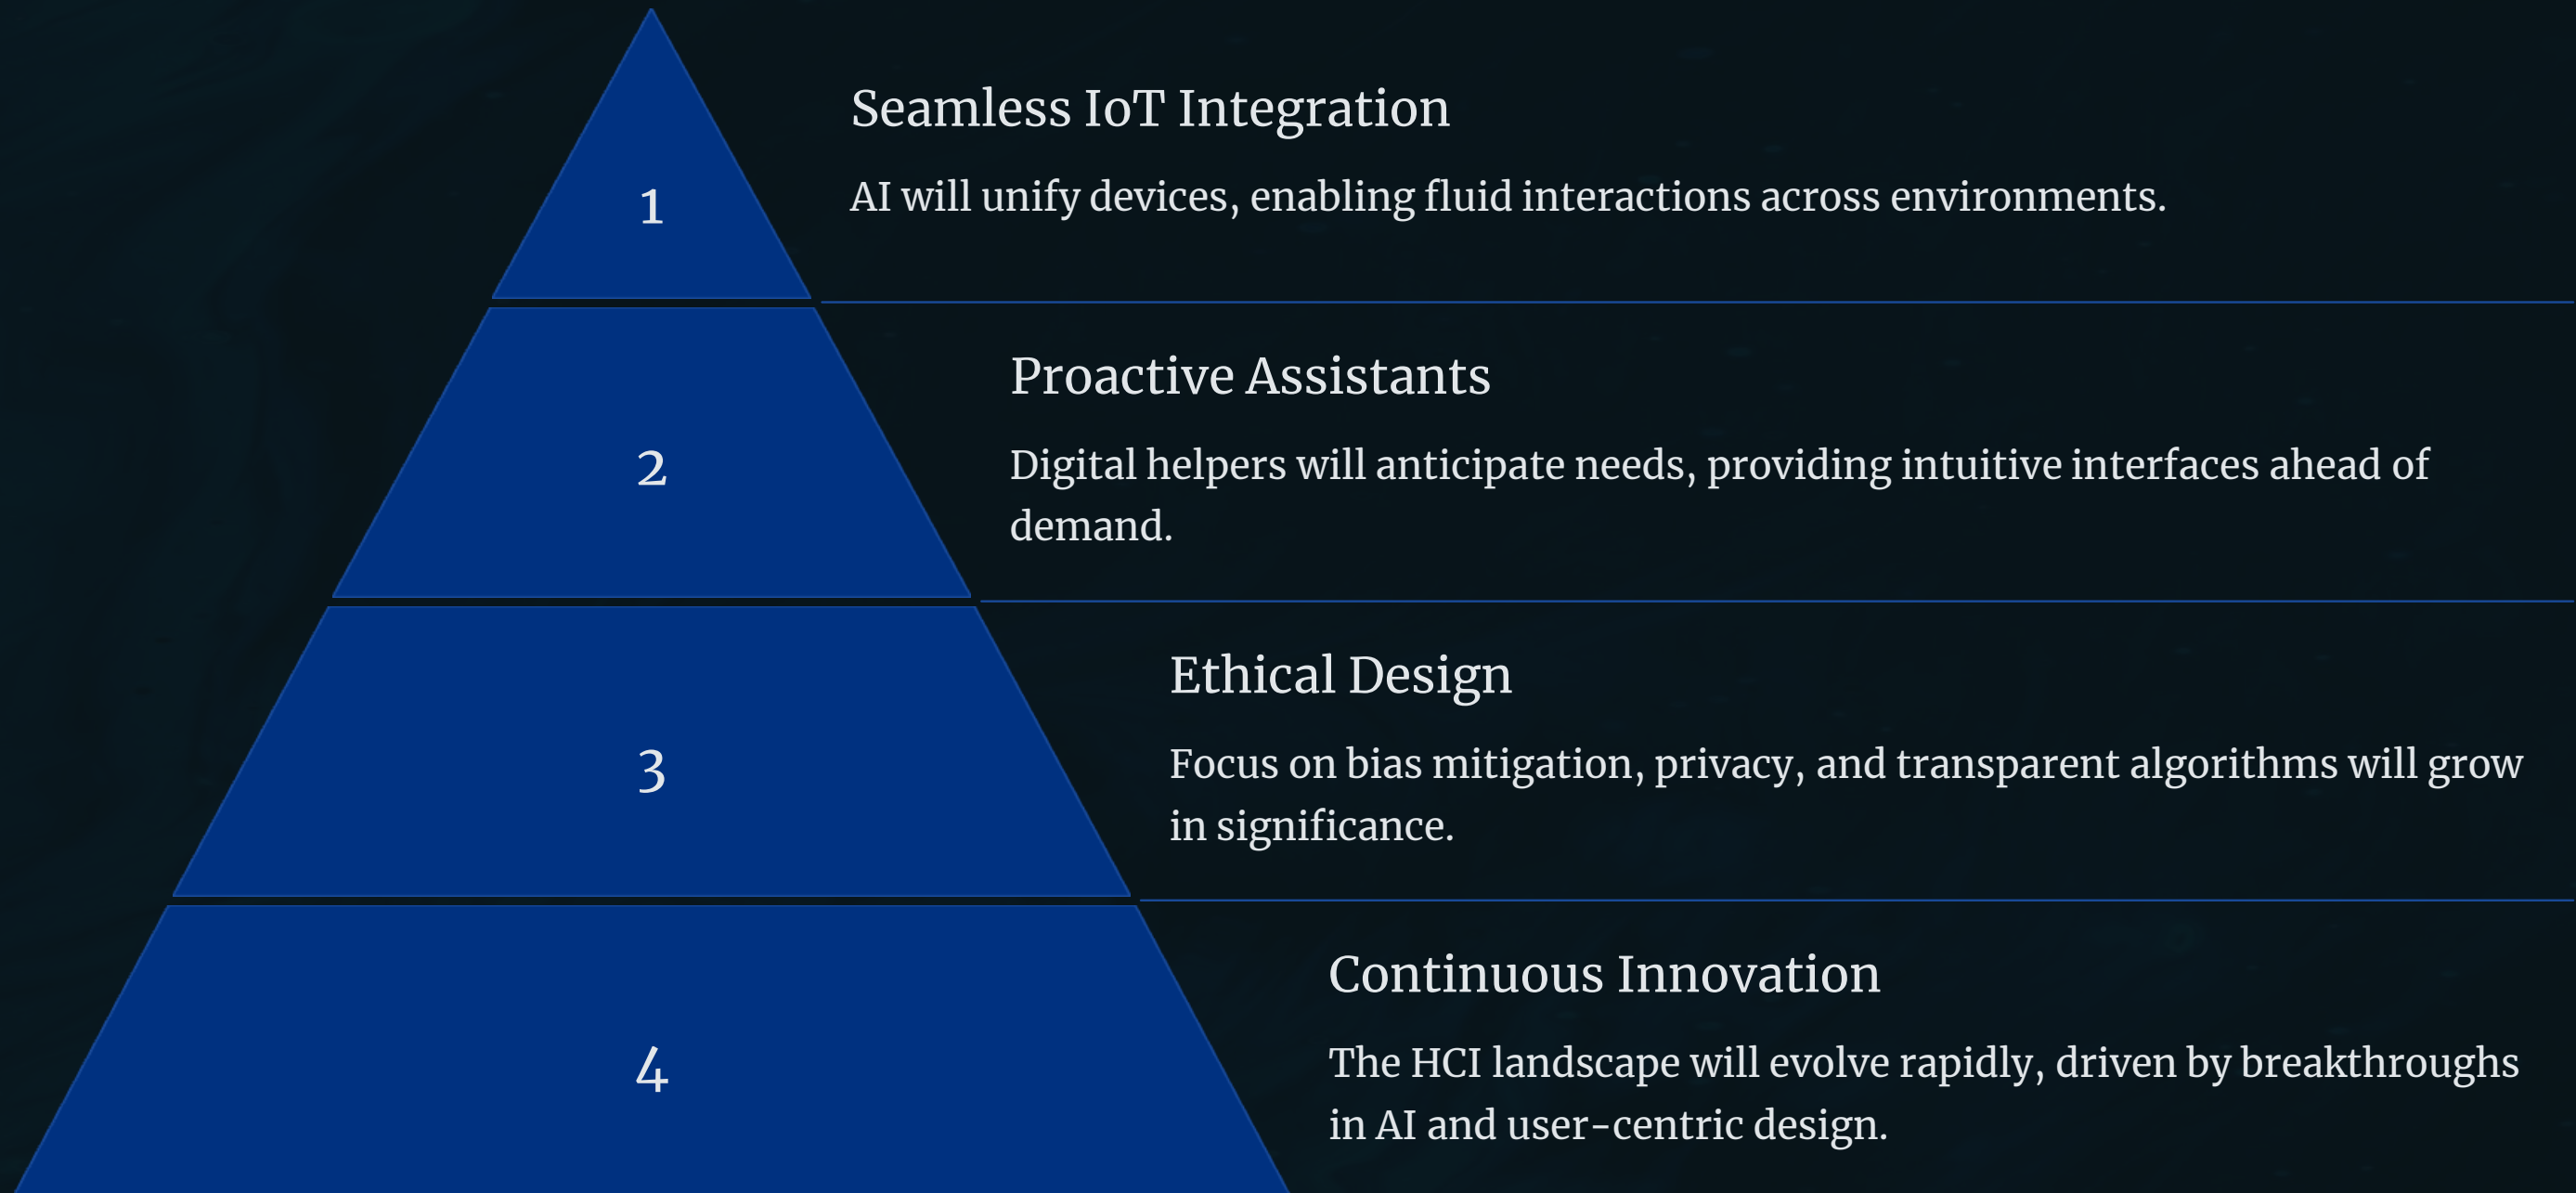 1
Seamless IoT Integration
AI will unify devices, enabling fluid interactions across environments.
2
Proactive Assistants
Digital helpers will anticipate needs, providing intuitive interfaces ahead of
demand.
3
Ethical Design
Focus on bias mitigation, privacy, and transparent algorithms will grow
in significance.
4
Continuous Innovation
The HCI landscape will evolve rapidly, driven by breakthroughs
in AI and user-centric design.